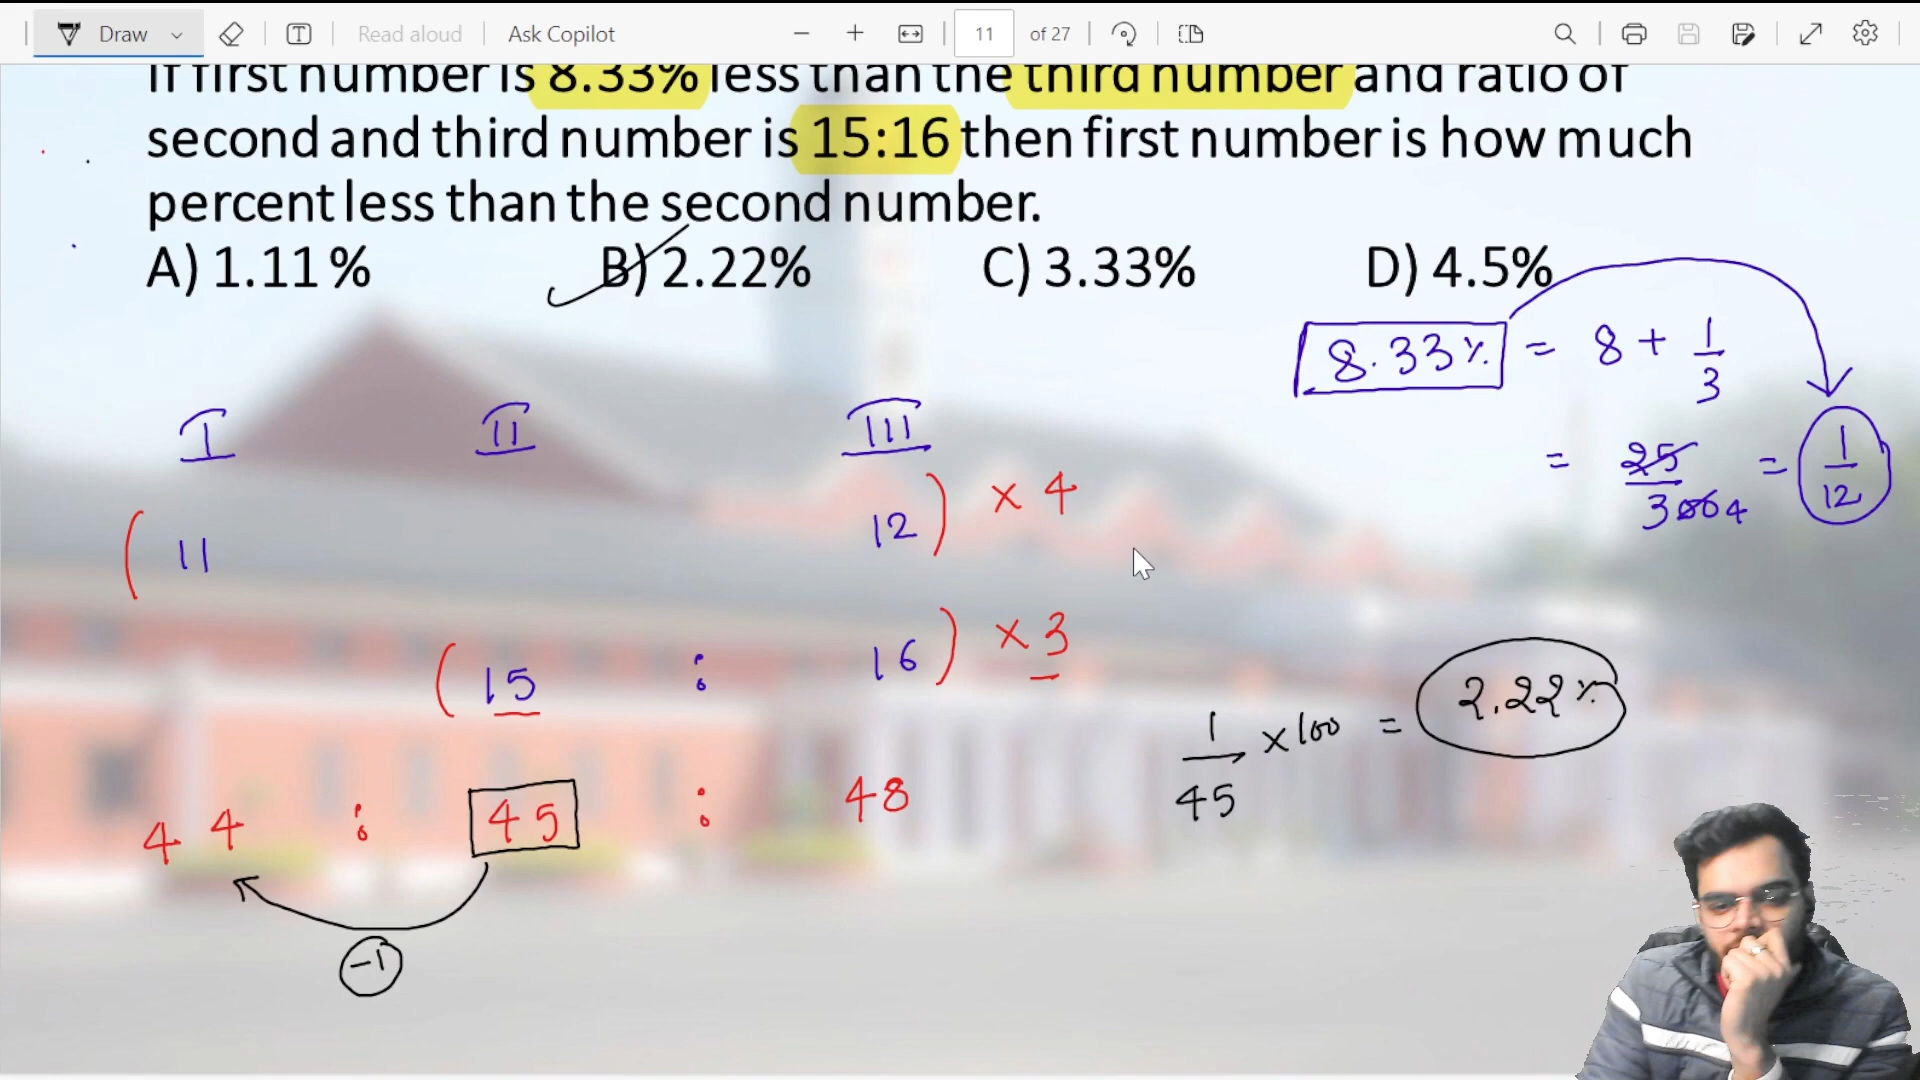 Draw
Read aloud
Ask Copilot
11 of 27
If first number is 8.33% less than the third number and ratio of
second and third number is 15:16 then first number is how much
percent less than the second number.
A) 1.11% B) 2.22% C) 3.33% D) 4.5%
8.33% = 8 + 1/3
= 25/300 4 = 1/12
I II III
( 11 12 ) × 4
( 15 : 16 ) × 3
44 : 45 : 48
1/45 × 100 = 2.22%
-1